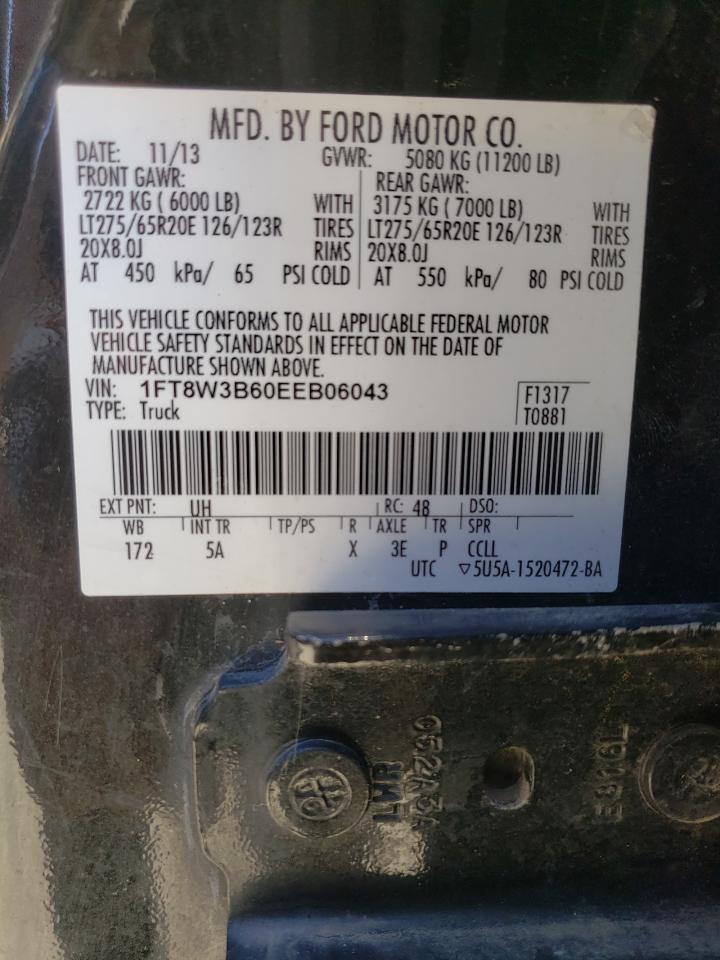 MFD. BY FORD MOTOR CO.
DATE: 11/13 GVWR: 5080 KG (11200 LB)
FRONT GAWR: REAR GAWR:
2722 KG ( 6000 LB) WITH 3175 KG ( 7000 LB) WITH
LT275/65R20E 126/123R TIRES LT275/65R20E 126/123R TIRES
20X8.0J RIMS 20X8.0J RIMS
AT 450 kPa/ 65 PSI COLD AT 550 kPa/ 80 PSI COLD
THIS VEHICLE CONFORMS TO ALL APPLICABLE FEDERAL MOTOR
VEHICLE SAFETY STANDARDS IN EFFECT ON THE DATE OF
MANUFACTURE SHOWN ABOVE.
VIN: 1FT8W3B60EEB06043 F1317
TYPE: Truck T0881
EXT PNT: UH RC: 48 DSO:
WB INT TR TP/PS R AXLE TR SPR
172 5A X 3E P CCLL
UTC ▽5U5A-1520472-BA
LWR